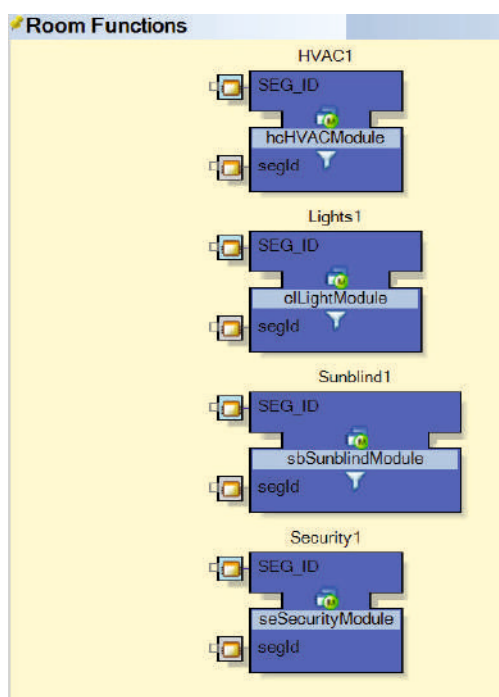 Room Functions
HVAC1
SEG_ID
hcHVACModule
segId
Lights1
SEG_ID
clLightModule
segId
Sunblind1
SEG_ID
sbSunblindModule
segId
Security1
SEG_ID
seSecurityModule
segId